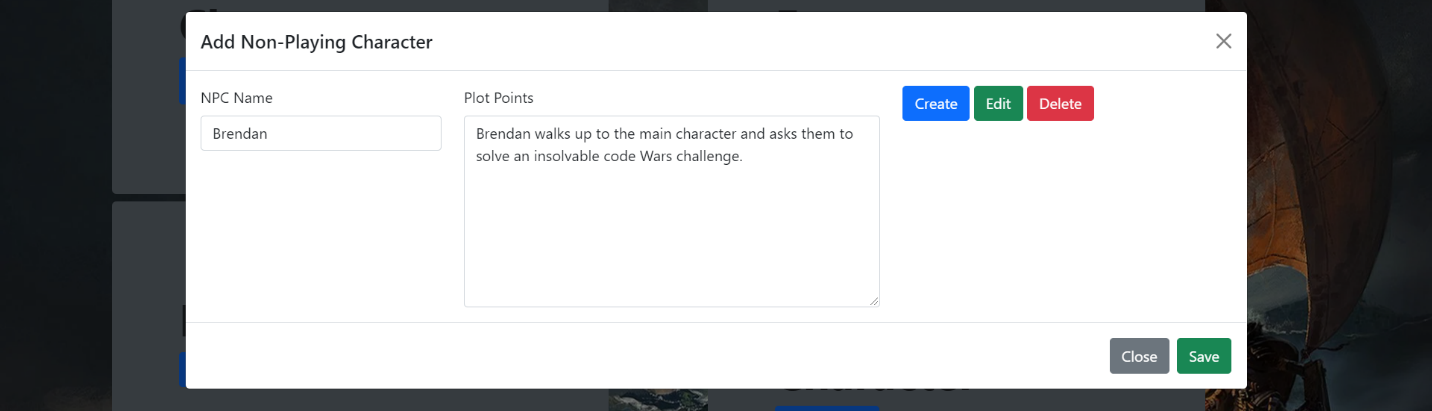 Add Non-Playing Character
NPC Name
Plot Points
Create
Edit
Delete
Brendan
Brendan walks up to the main character and asks them to
solve an insolvable code Wars challenge.
Close
Save
Character